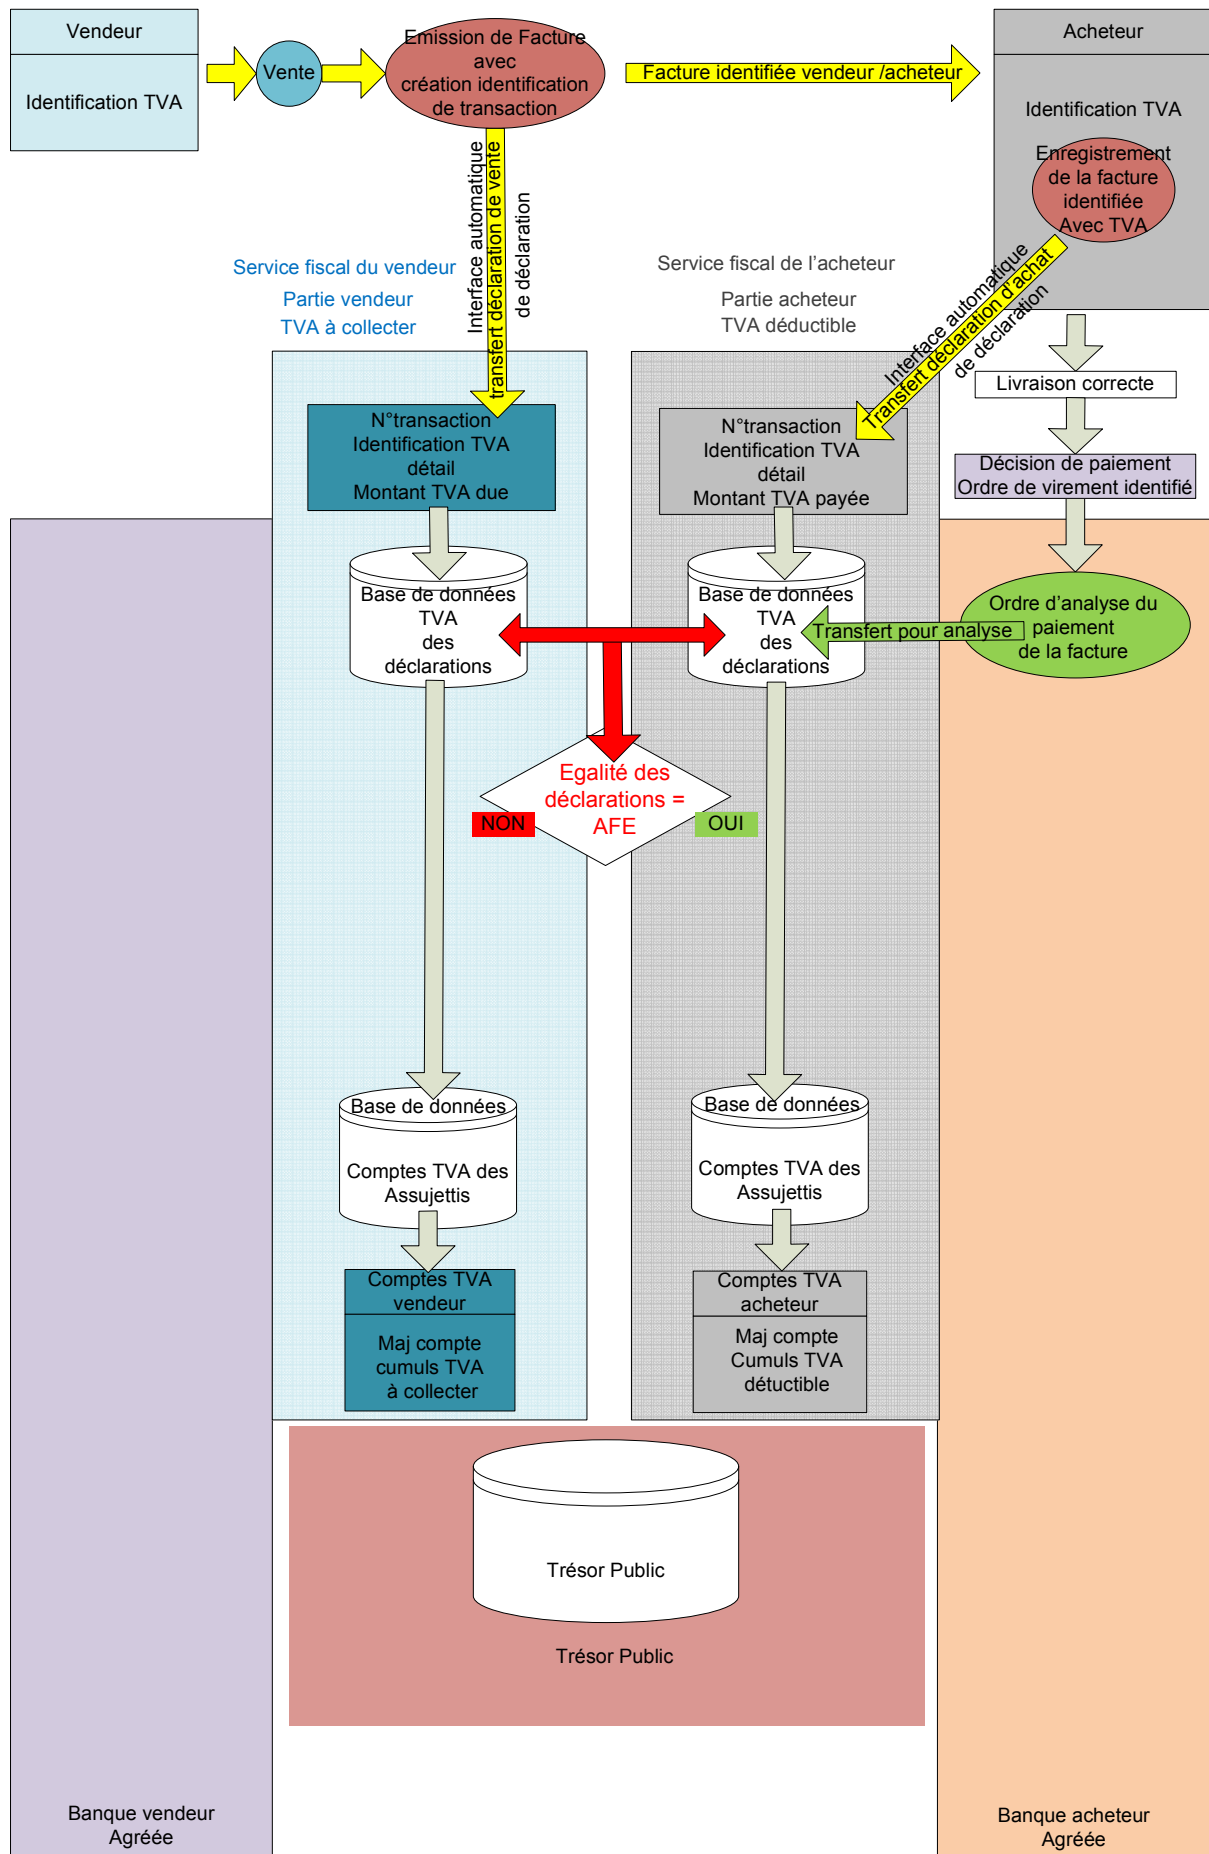 Vendeur
Identification TVA
Vente
Emission de Facture
avec
création identification
de transaction
Facture identifiée vendeur /acheteur
Acheteur
Identification TVA
Enregistrement
de la facture
identifiée
Avec TVA
Interface automatique
transfert déclaration de vente
de déclaration
Service fiscal du vendeur
Partie vendeur
TVA à collecter
Service fiscal de l'acheteur
Partie acheteur
TVA déductible
Interface automatique
Transfert déclaration d'achat
de déclaration
Livraison correcte
Décision de paiement
Ordre de virement identifié
N°transaction
Identification TVA
détail
Montant TVA due
N°transaction
Identification TVA
détail
Montant TVA payée
Base de données
TVA
des
déclarations
Base de données
TVA
des
déclarations
Transfert pour analyse
Ordre d'analyse du
paiement
de la facture
Egalité des
déclarations =
AFE
NON
OUI
Base de données
Comptes TVA des
Assujettis
Base de données
Comptes TVA des
Assujettis
Comptes TVA
vendeur
Maj compte
cumuls TVA
à collecter
Comptes TVA
acheteur
Maj compte
Cumuls TVA
détuctible
Trésor Public
Trésor Public
Banque vendeur
Agréée
Banque acheteur
Agréée